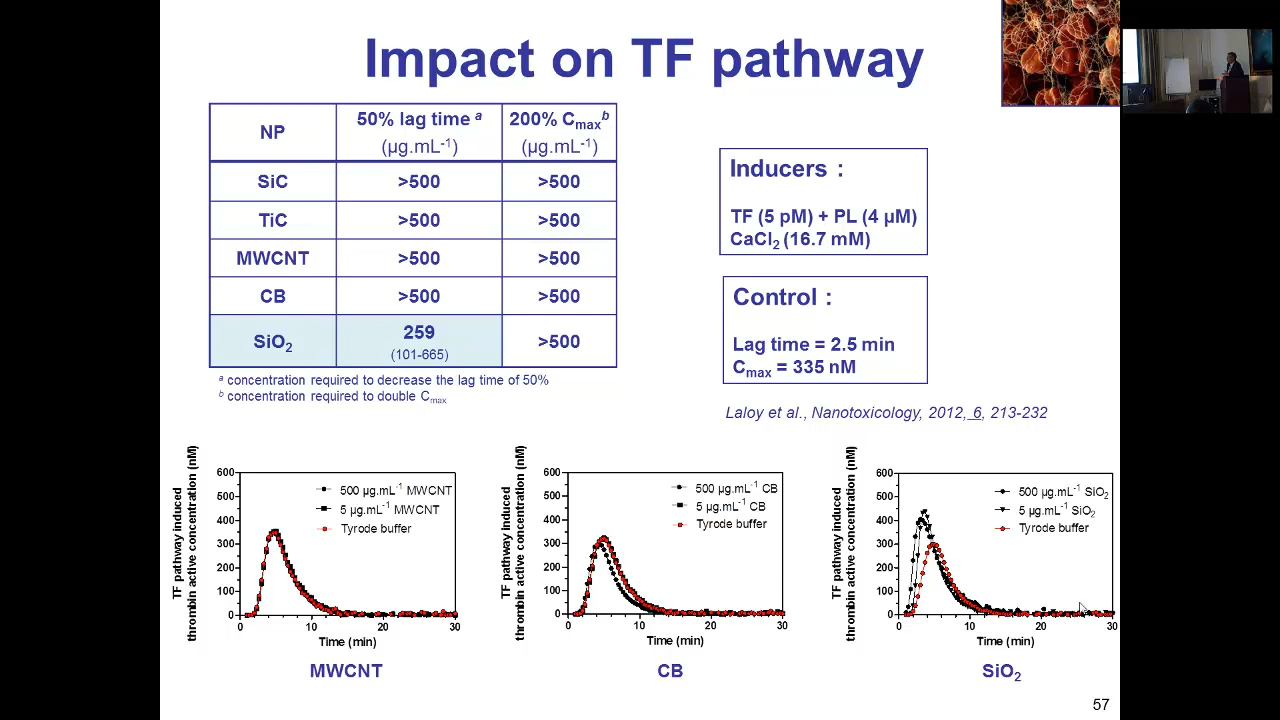 Impact on TF pathway
NP 50% lag time a (µg.mL-1) 200% Cmax b (µg.mL-1)
SiC >500 >500
TiC >500 >500
MWCNT >500 >500
CB >500 >500
SiO2 259 (101-665) >500
a concentration required to decrease the lag time of 50%
b concentration required to double Cmax
Inducers :
TF (5 pM) + PL (4 µM)
CaCl2 (16.7 mM)
Control :
Lag time = 2.5 min
Cmax = 335 nM
Laloy et al., Nanotoxicology, 2012, 6, 213-232
TF pathway induced
thrombin active concentration (nM)
600
500
400
300
200
100
0
500 µg.mL-1 MWCNT
5 µg.mL-1 MWCNT
Tyrode buffer
0 10 20 30
Time (min)
MWCNT
TF pathway induced
thrombin active concentration (nM)
600
500
400
300
200
100
0
500 µg.mL-1 CB
5 µg.mL-1 CB
Tyrode buffer
0 10 20 30
Time (min)
CB
TF pathway induced
thrombin active concentration (nM)
600
500
400
300
200
100
0
500 µg.mL-1 SiO2
5 µg.mL-1 SiO2
Tyrode buffer
0 10 20 30
Time (min)
SiO2
57